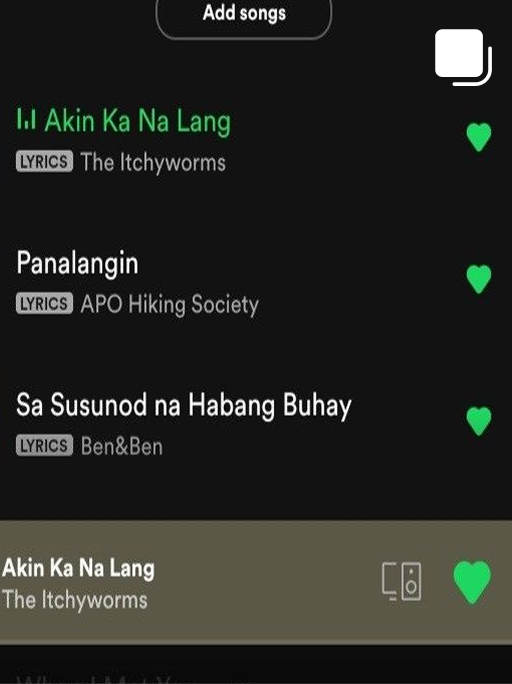 Add songs
Akin Ka Na Lang
LYRICS The Itchyworms
Panalangin
LYRICS APO Hiking Society
Sa Susunod na Habang Buhay
LYRICS Ben&Ben
Akin Ka Na Lang
The Itchyworms